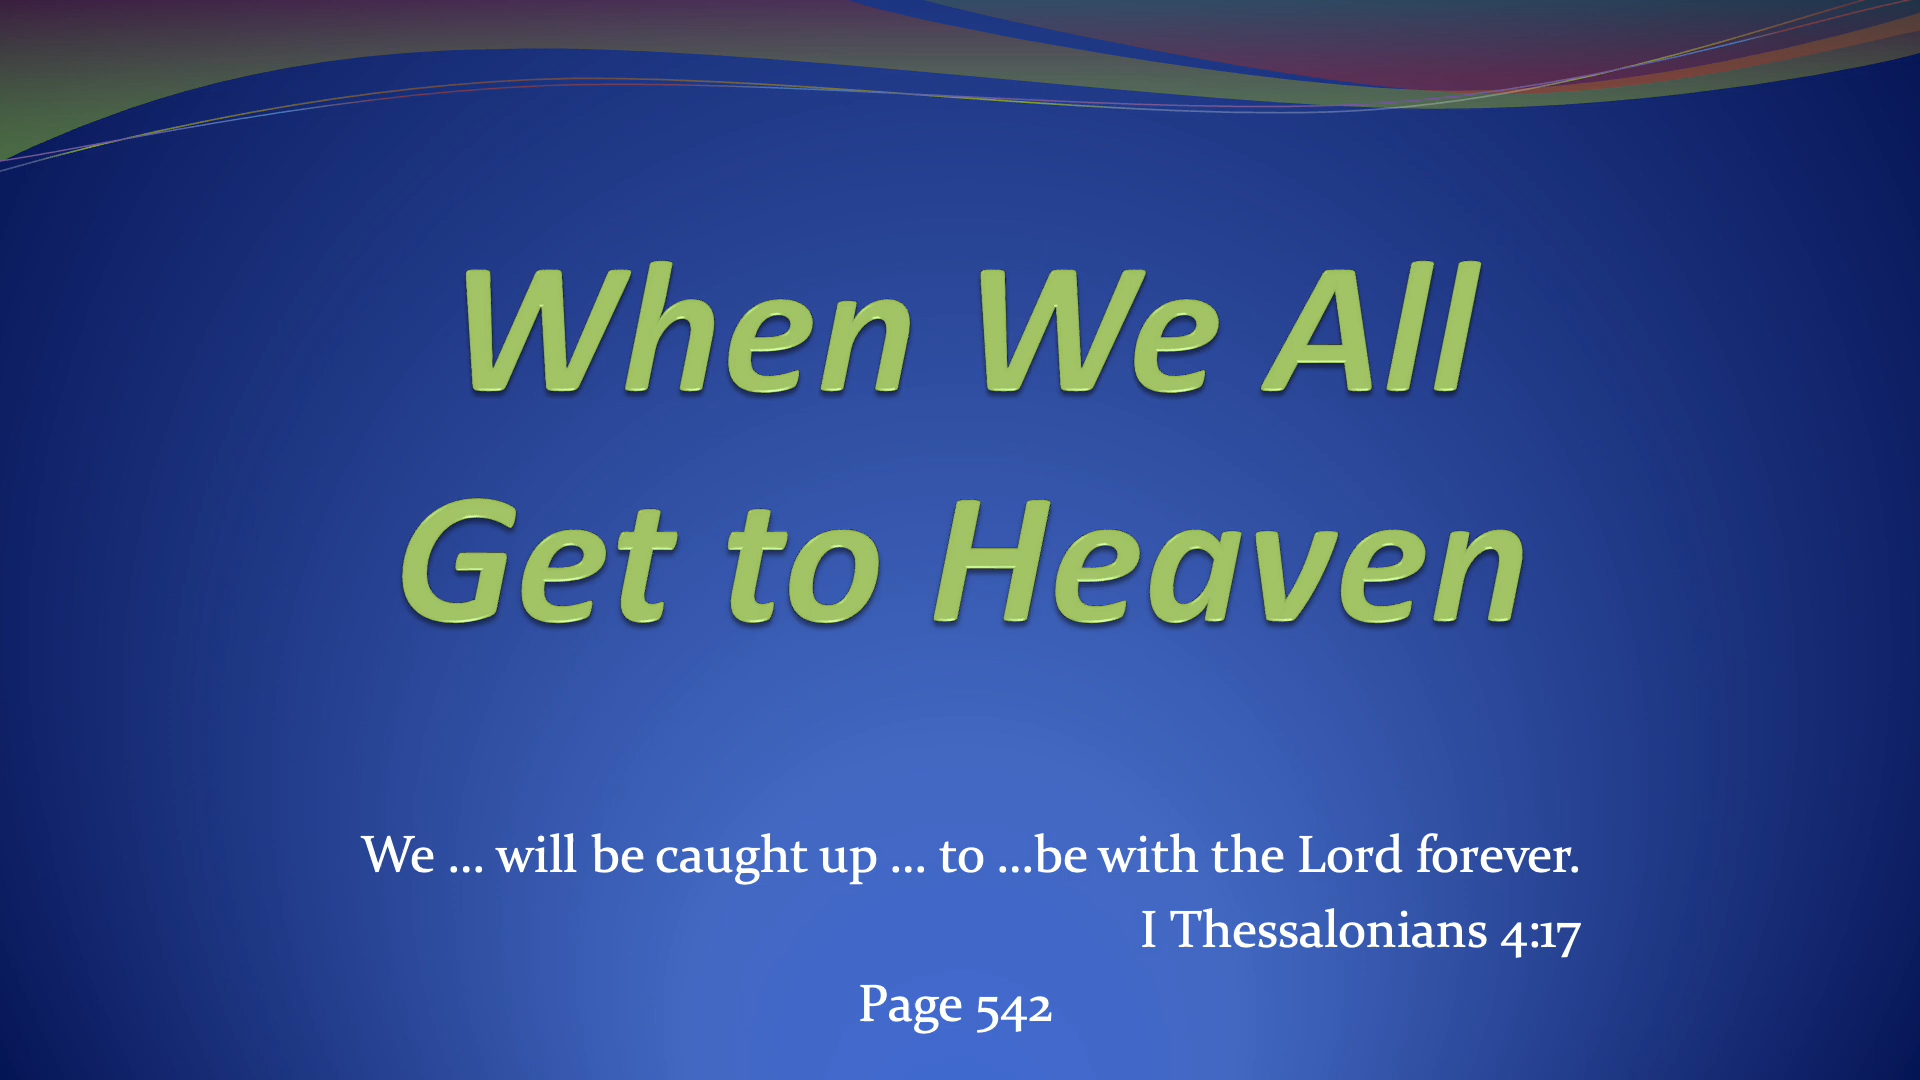 When We All
Get to Heaven
We ... will be caught up ... to ...be with the Lord forever.
I Thessalonians 4:17
Page 542